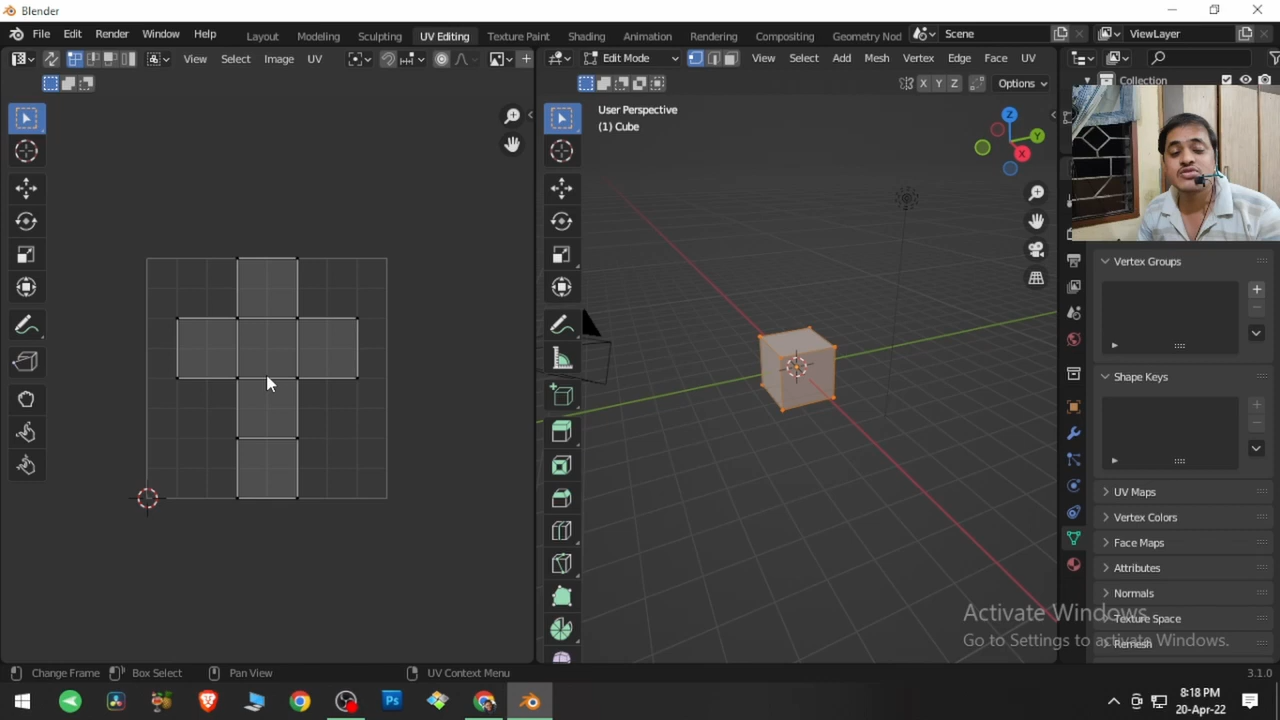 Blender
File Edit Render Window Help
Layout Modeling Sculpting UV Editing Texture Paint Shading Animation Rendering Compositing Geometry Nod
Scene
ViewLayer
View Select Image UV
Edit Mode
View Select Add Mesh Vertex Edge Face UV
X Y Z
Options
Collection
User Perspective
(1) Cube
Z
Y
X
Vertex Groups
Shape Keys
UV Maps
Vertex Colors
Face Maps
Attributes
Normals
Texture Space
Remesh
Activate Windows
Go to Settings to activate Windows.
Change Frame Box Select Pan View UV Context Menu
3.1.0
Ps
8:18 PM
20-Apr-22